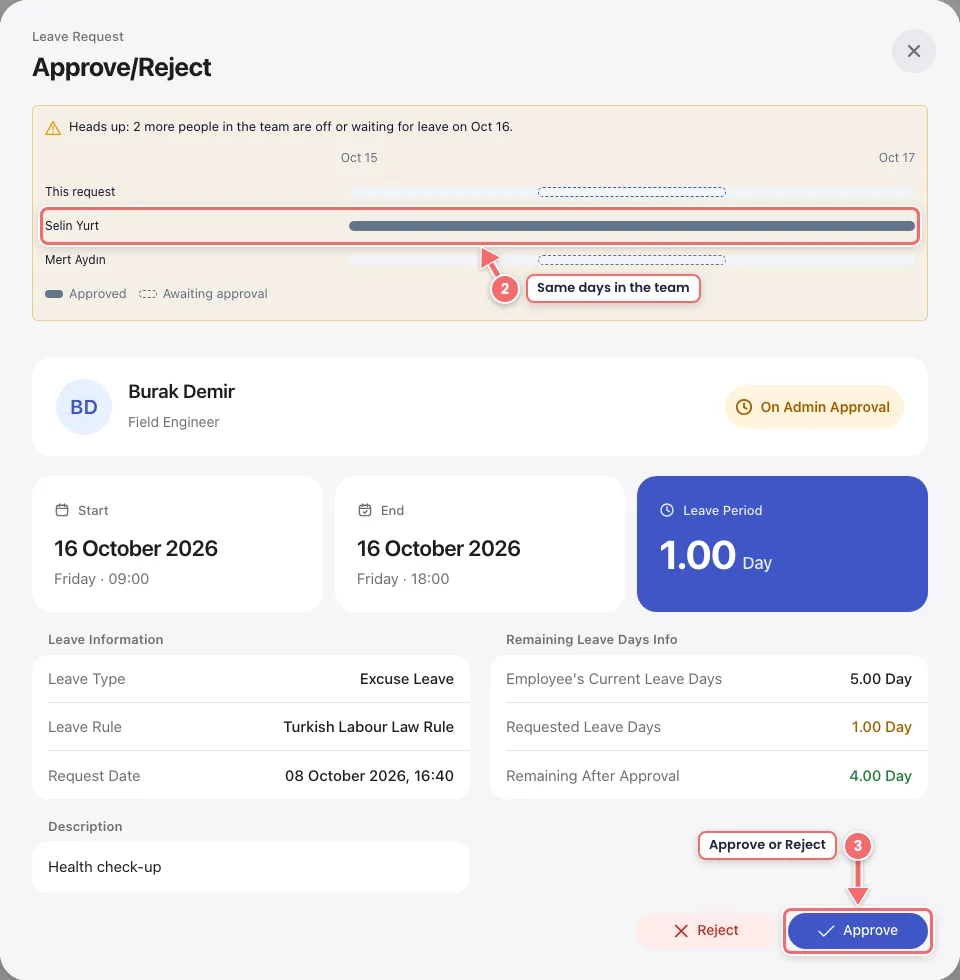 Leave Request
Approve/Reject
Heads up: 2 more people in the team are off or waiting for leave on Oct 16.
Oct 15 Oct 17
This request
Selin Yurt
Mert Aydın
2 Same days in the team
Approved Awaiting approval
BD
Burak Demir
Field Engineer
On Admin Approval
Start
16 October 2026
Friday · 09:00
End
16 October 2026
Friday · 18:00
Leave Period
1.00 Day
Leave Information
Leave Type Excuse Leave
Leave Rule Turkish Labour Law Rule
Request Date 08 October 2026, 16:40
Remaining Leave Days Info
Employee's Current Leave Days 5.00 Day
Requested Leave Days 1.00 Day
Remaining After Approval 4.00 Day
Description
Health check-up
Approve or Reject 3
Reject Approve